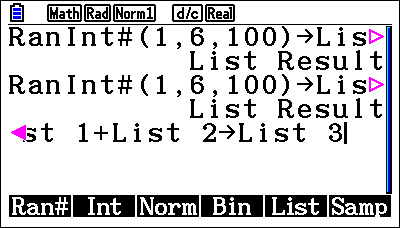 Math Rad Norm1 d/c Real
RanInt#(1,6,100)→Lis
List Result
RanInt#(1,6,100)→Lis
List Result
st 1+List 2→List 3
Ran# Int Norm Bin List Samp